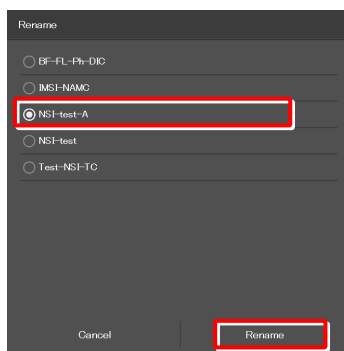 Rename
BF-FL-Ph-DIC
IMSI-NAMC
NSI-test-A
NSI-test
Test-NSI-TC
Cancel
Rename